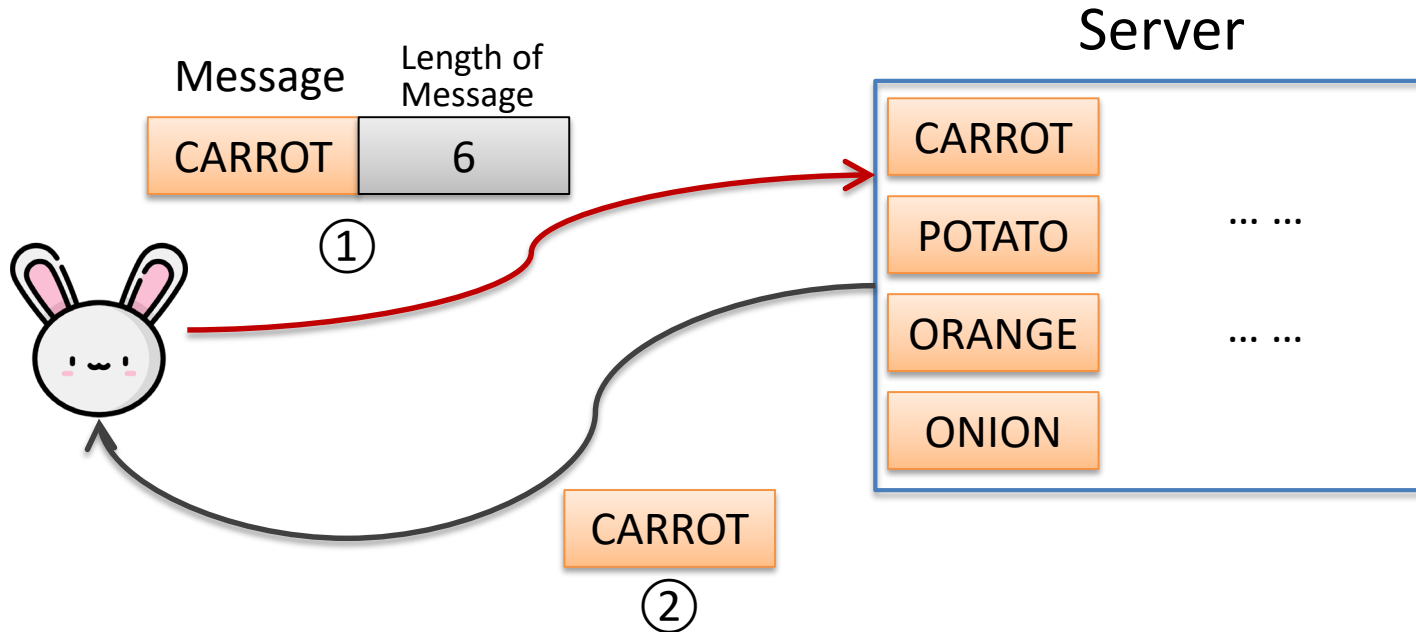 Server
Message
Length of
Message
CARROT
6
①
CARROT
POTATO
... ...
ORANGE
... ...
ONION
CARROT
②